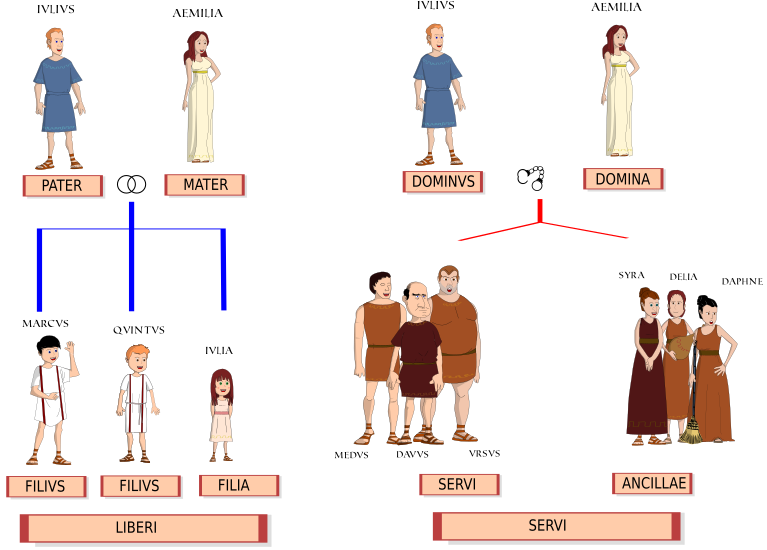 IVLIVS
AEMILIA
PATER
MATER
MARCVS
QVINTVS
IVLIA
FILIVS
FILIVS
FILIA
LIBERI
IVLIVS
AEMILIA
DOMINVS
DOMINA
MEDVS
DAVVS
VRSVS
SYRA
DELIA
DAPHNE
SERVI
ANCILLAE
SERVI